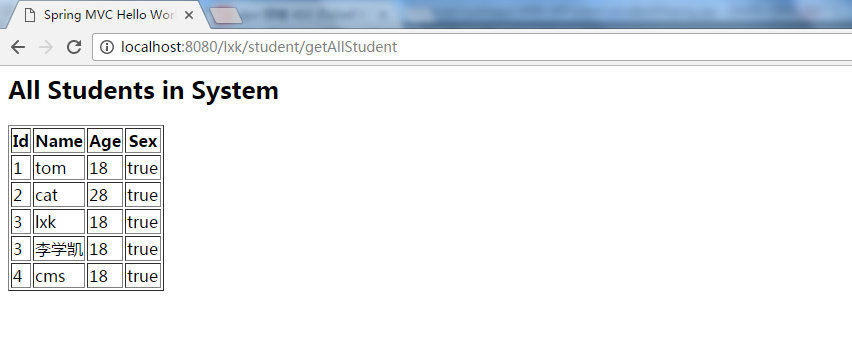 Spring MVC Hello Wor
localhost:8080/lxk/student/getAllStudent
All Students in System
Id Name Age Sex
1 tom 18 true
2 cat 28 true
3 lxk 18 true
3 李学凯 18 true
4 cms 18 true